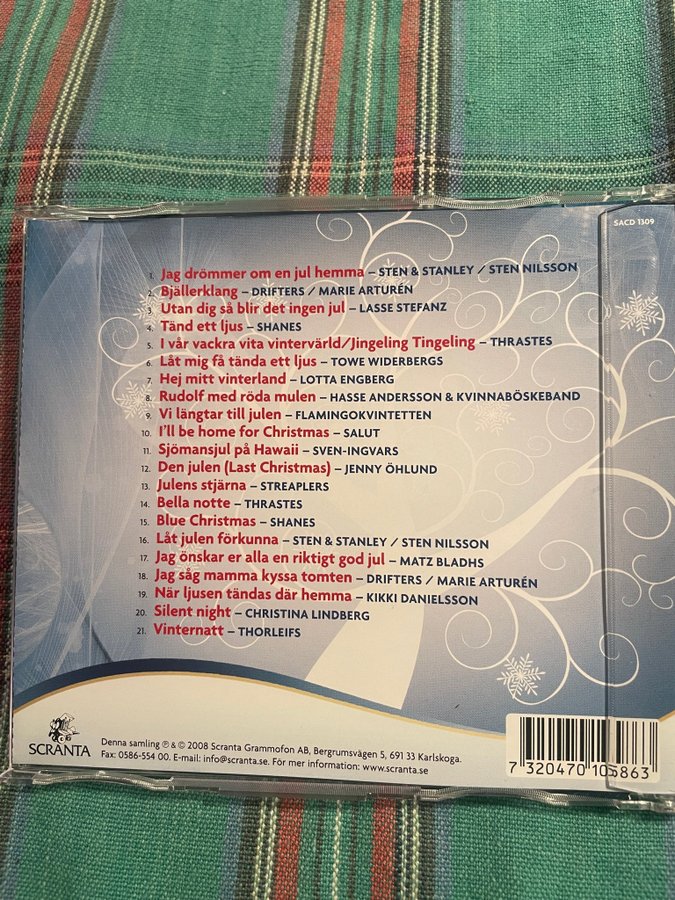 SACD 1309
1. Jag drömmer om en jul hemma – STEN & STANLEY / STEN NILSSON
2. Bjällerklang – DRIFTERS / MARIE ARTURÉN
3. Utan dig så blir det ingen jul – LASSE STEFANZ
4. Tänd ett ljus – SHANES
5. I vår vackra vita vintervärld/Jingeling Tingeling – THRASTES
6. Låt mig få tända ett ljus – TOWE WIDERBERGS
7. Hej mitt vinterland – LOTTA ENGBERG
8. Rudolf med röda mulen – HASSE ANDERSSON & KVINNABÖSKEBAND
9. Vi längtar till julen – FLAMINGOKVINTETTEN
10. I'll be home for Christmas – SALUT
11. Sjömansjul på Hawaii – SVEN-INGVARS
12. Den julen (Last Christmas) – JENNY ÖHLUND
13. Julens stjärna – STREAPLERS
14. Bella notte – THRASTES
15. Blue Christmas – SHANES
16. Låt julen förkunna – STEN & STANLEY / STEN NILSSON
17. Jag önskar er alla en riktigt god jul – MATZ BLADHS
18. Jag såg mamma kyssa tomten – DRIFTERS / MARIE ARTURÉN
19. När ljusen tändas där hemma – KIKKI DANIELSSON
20. Silent night – CHRISTINA LINDBERG
21. Vinternatt – THORLEIFS
SCRANTA
Denna samling ℗ & © 2008 Scranta Grammofon AB, Bergrumsvägen 5, 691 33 Karlskoga.
Fax: 0586-554 00. E-mail: info@scranta.se. För mer information: www.scranta.se
7 320470 105863